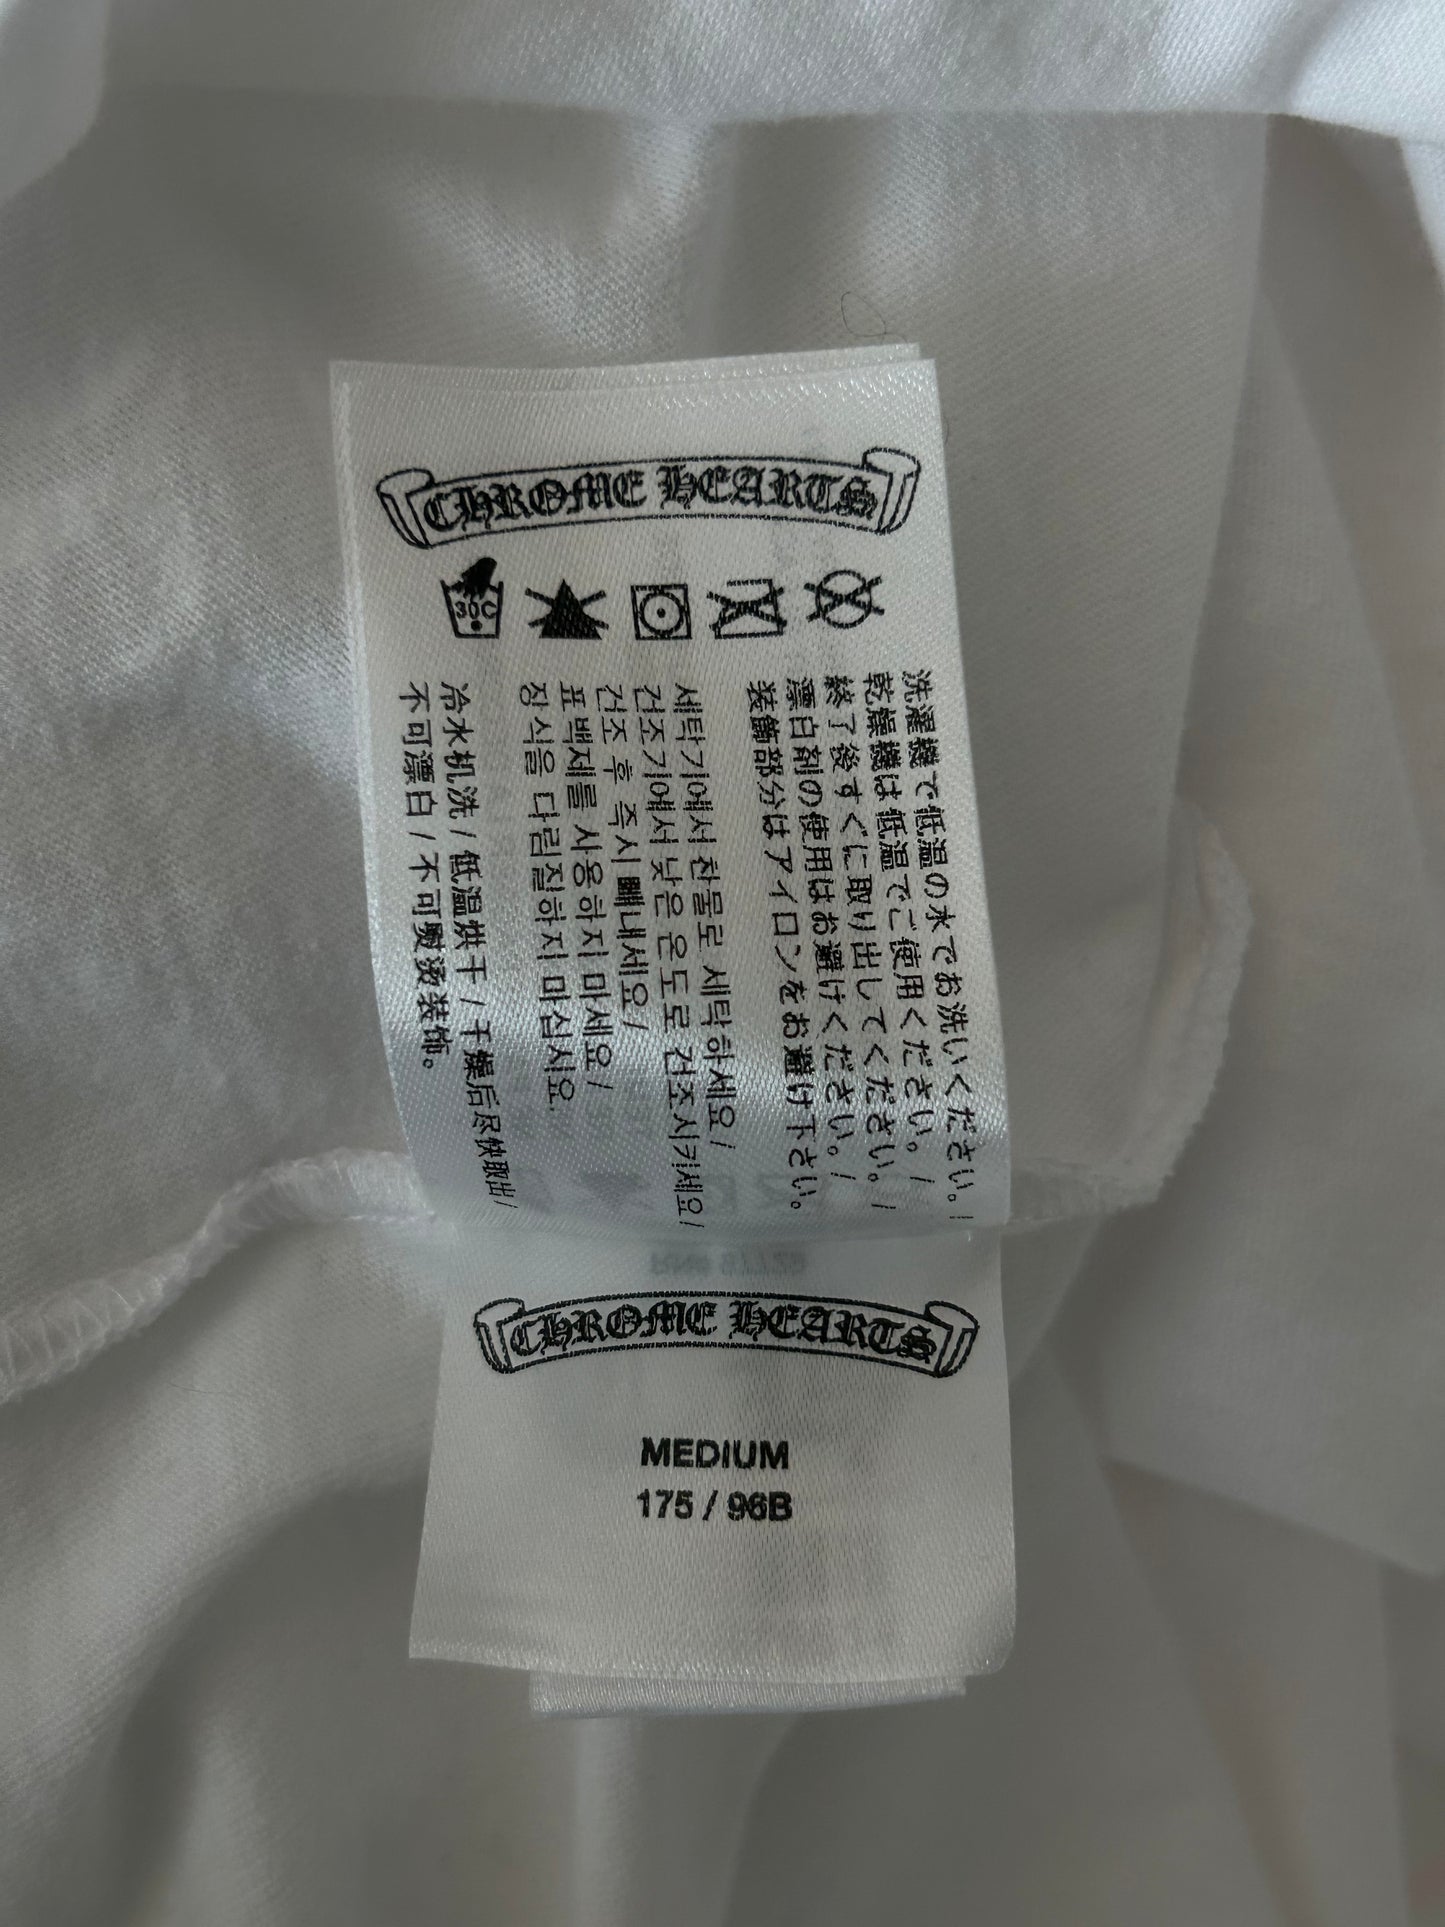 CHROME HEARTS
30C
洗濯機で低温の水でお洗いください。/
乾燥機は低温でご使用ください。/
終了後すぐに取り出してください。/
漂白剤の使用はお避けください。/
装飾部分はアイロンをお避け下さい。
세탁기에서 찬물로 세탁하세요/
건조기에서 낮은 온도로 건조시키세요/
건조 후 즉시 빼내세요/
표백제를 사용하지 마세요/
장식을 다림질하지 마십시요.
冷水机洗/低温烘干/干燥后尽快取出/
不可漂白/不可熨烫装饰。
CHROME HEARTS
MEDIUM
175 / 96B